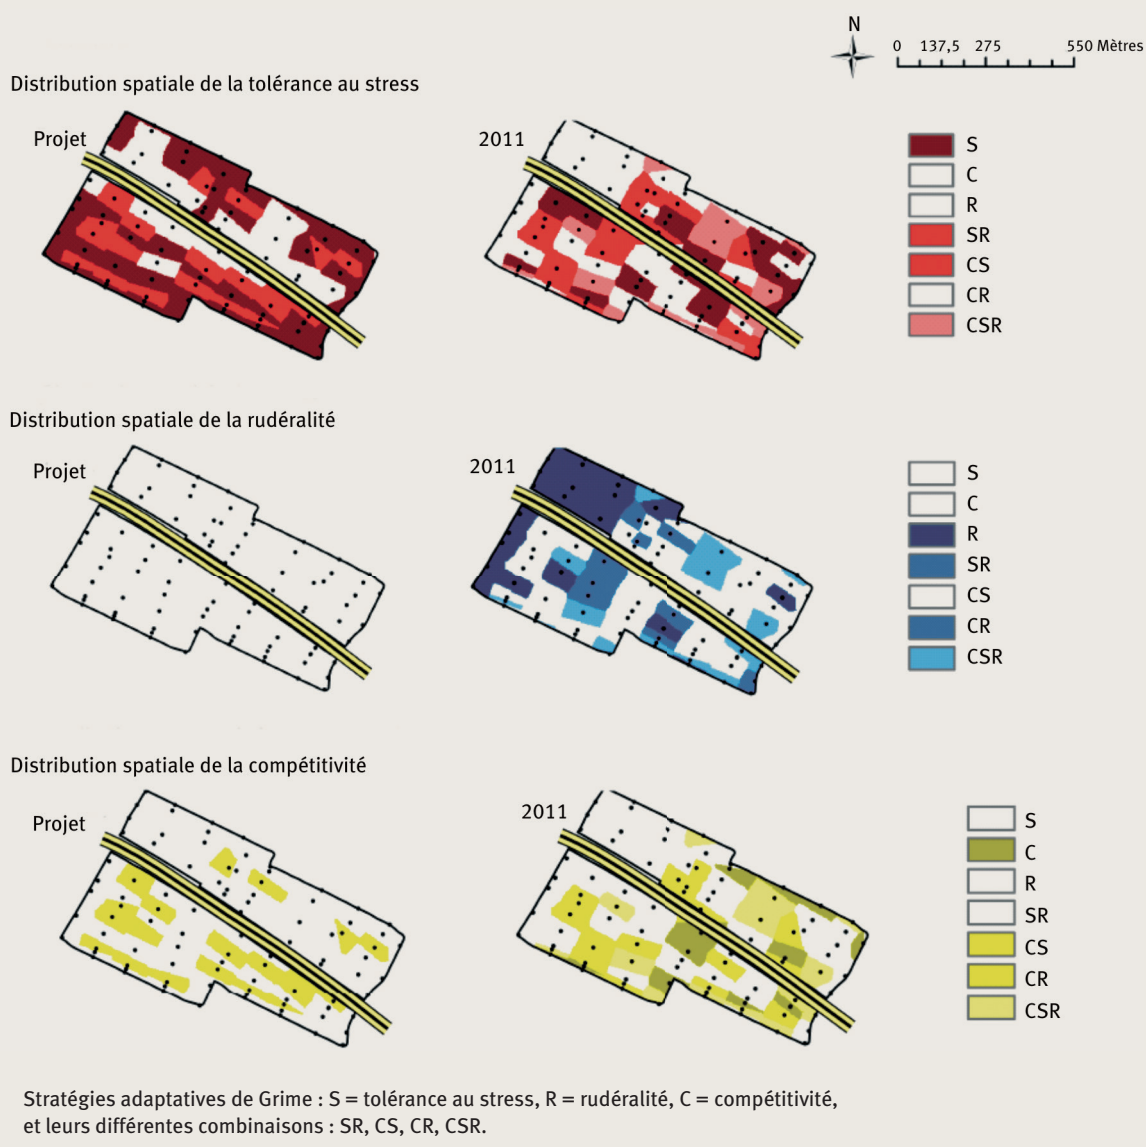 N
0 137,5 275 550 Mètres
Distribution spatiale de la tolérance au stress
Projet
2011
S
C
R
SR
CS
CR
CSR
Distribution spatiale de la rudéralité
Projet
2011
S
C
R
SR
CS
CR
CSR
Distribution spatiale de la compétitivité
Projet
2011
S
C
R
SR
CS
CR
CSR
Stratégies adaptatives de Grime : S = tolérance au stress, R = rudéralité, C = compétitivité,
et leurs différentes combinaisons : SR, CS, CR, CSR.